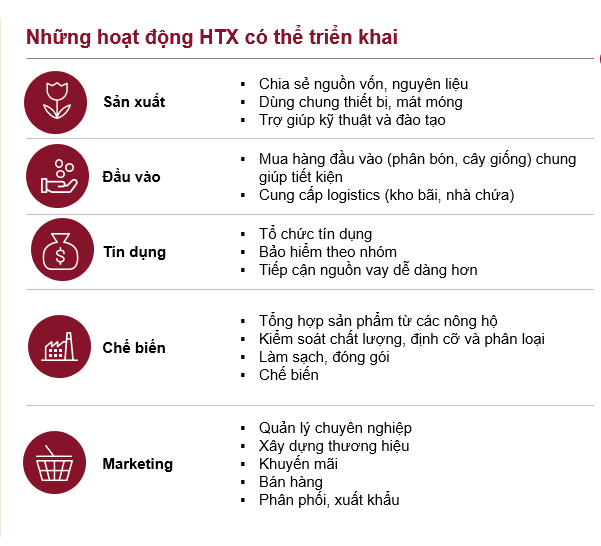 Những hoạt động HTX có thể triển khai
Sản xuất
▪ Chia sẻ nguồn vốn, nguyên liệu
▪ Dùng chung thiết bị, mát móng
▪ Trợ giúp kỹ thuật và đào tạo
Đầu vào
▪ Mua hàng đầu vào (phân bón, cây giống) chung
giúp tiết kiện
▪ Cung cấp logistics (kho bãi, nhà chứa)
Tín dụng
▪ Tổ chức tín dụng
▪ Bảo hiểm theo nhóm
▪ Tiếp cận nguồn vay dễ dàng hơn
Chế biến
▪ Tổng hợp sản phẩm từ các nông hộ
▪ Kiểm soát chất lượng, định cỡ và phân loại
▪ Làm sạch, đóng gói
▪ Chế biến
Marketing
▪ Quản lý chuyên nghiệp
▪ Xây dựng thương hiệu
▪ Khuyến mãi
▪ Bán hàng
▪ Phân phối, xuất khẩu